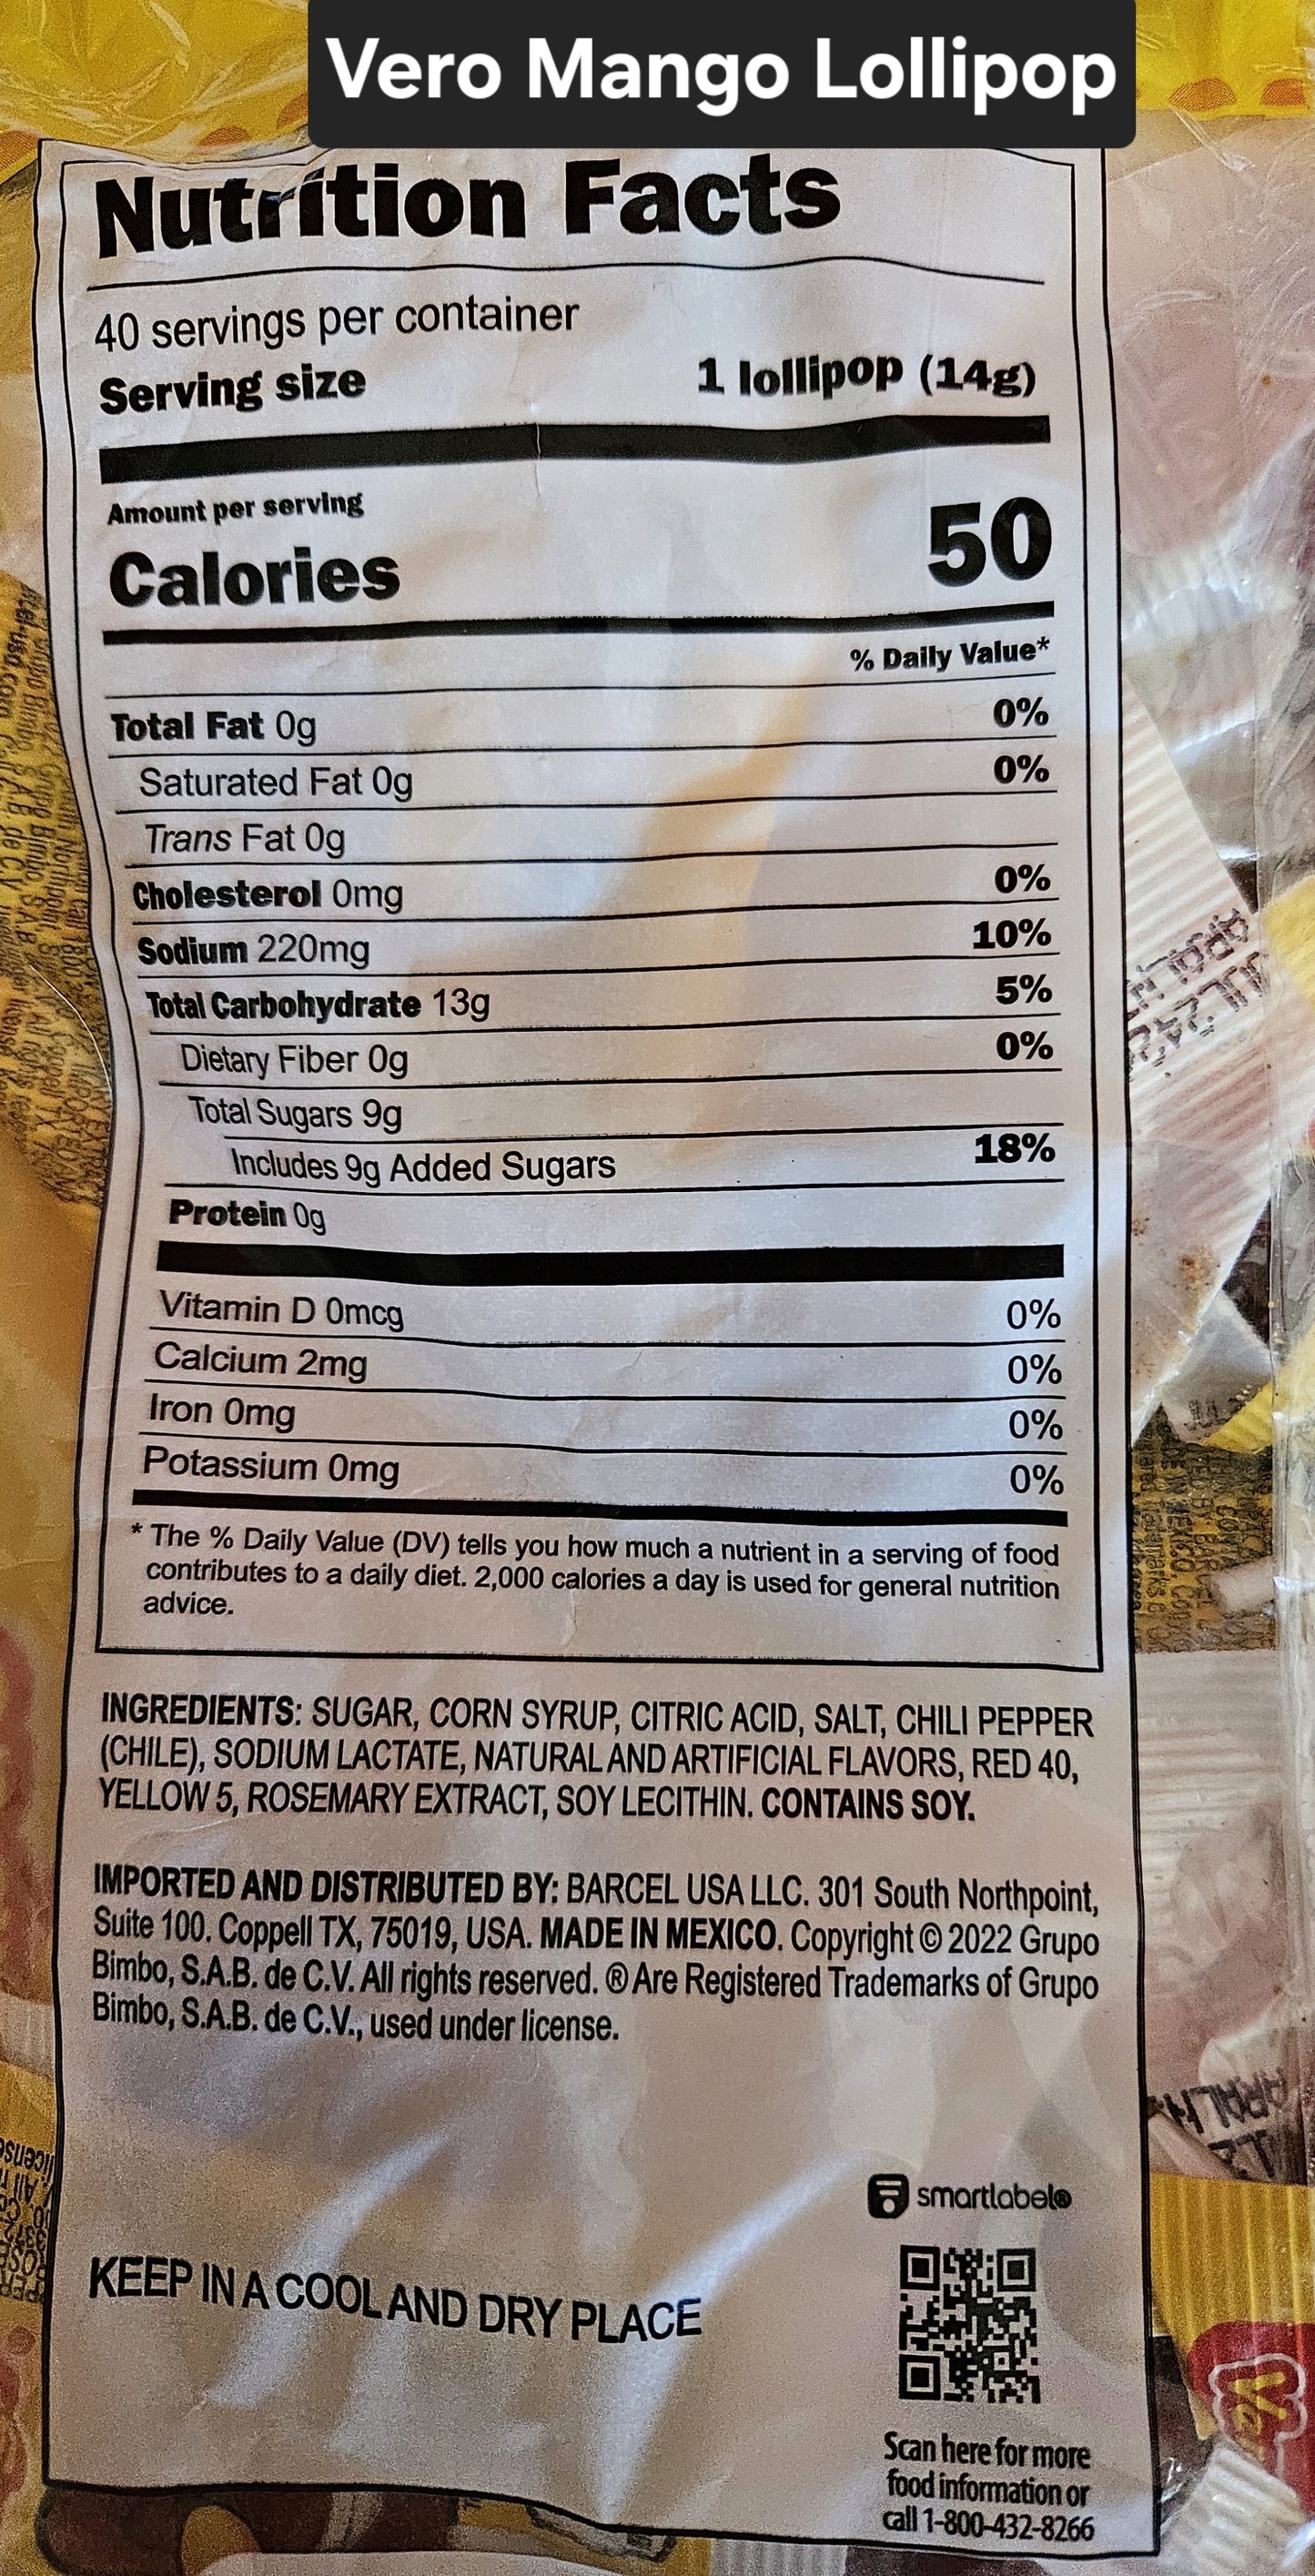 Vero Mango Lollipop
Nutrition Facts
40 servings per container
Serving size 1 lollipop (14g)
Amount per serving
Calories 50
% Daily Value*
Total Fat 0g 0%
Saturated Fat 0g 0%
Trans Fat 0g
Cholesterol 0mg 0%
Sodium 220mg 10%
Total Carbohydrate 13g 5%
Dietary Fiber 0g 0%
Total Sugars 9g
Includes 9g Added Sugars 18%
Protein 0g
Vitamin D 0mcg 0%
Calcium 2mg 0%
Iron 0mg 0%
Potassium 0mg 0%
* The % Daily Value (DV) tells you how much a nutrient in a serving of food
contributes to a daily diet. 2,000 calories a day is used for general nutrition
advice.
INGREDIENTS: SUGAR, CORN SYRUP, CITRIC ACID, SALT, CHILI PEPPER
(CHILE), SODIUM LACTATE, NATURAL AND ARTIFICIAL FLAVORS, RED 40,
YELLOW 5, ROSEMARY EXTRACT, SOY LECITHIN. CONTAINS SOY.
IMPORTED AND DISTRIBUTED BY: BARCEL USA LLC. 301 South Northpoint,
Suite 100. Coppell TX, 75019, USA. MADE IN MEXICO. Copyright © 2022 Grupo
Bimbo, S.A.B. de C.V. All rights reserved. ® Are Registered Trademarks of Grupo
Bimbo, S.A.B. de C.V., used under license.
smartlabel®
KEEP IN A COOL AND DRY PLACE
Scan here for more
food information or
call 1-800-432-8266